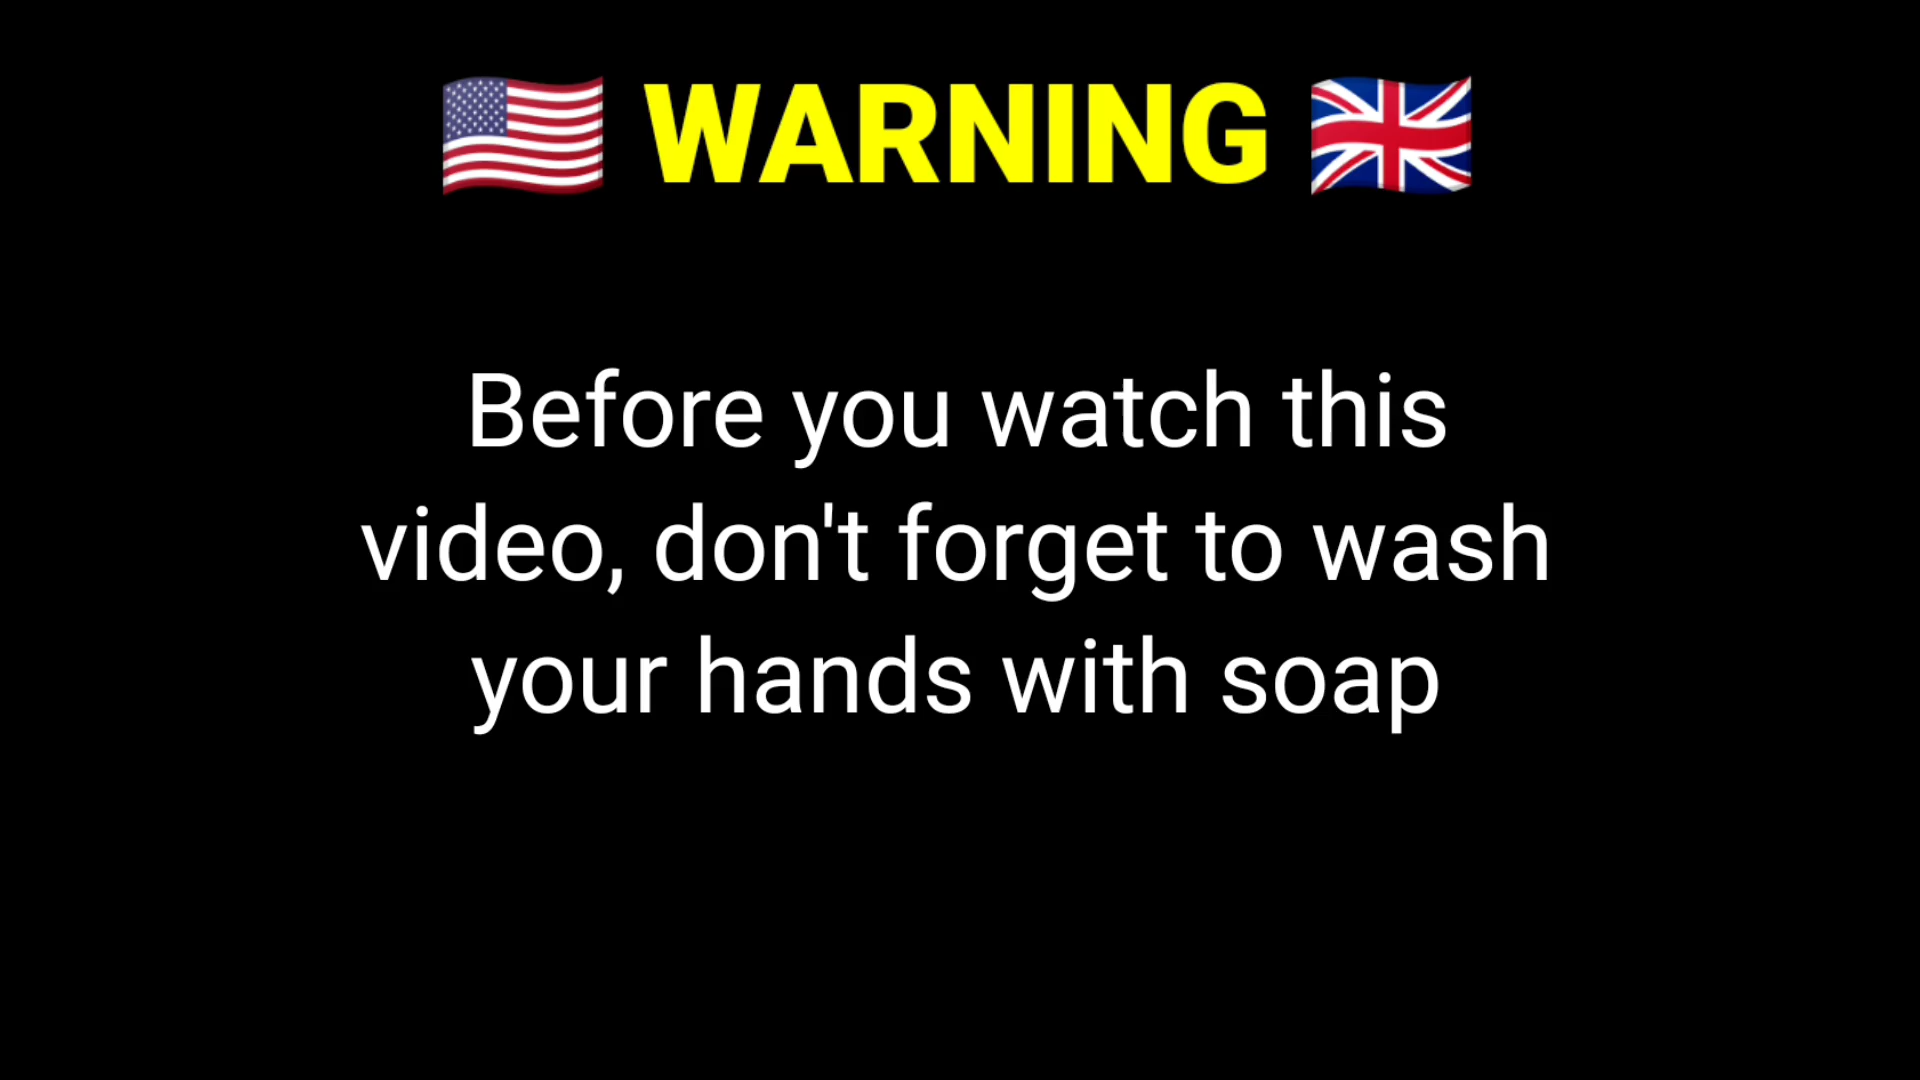 🇺🇸 WARNING 🇬🇧
Before you watch this
video, don't forget to wash
your hands with soap